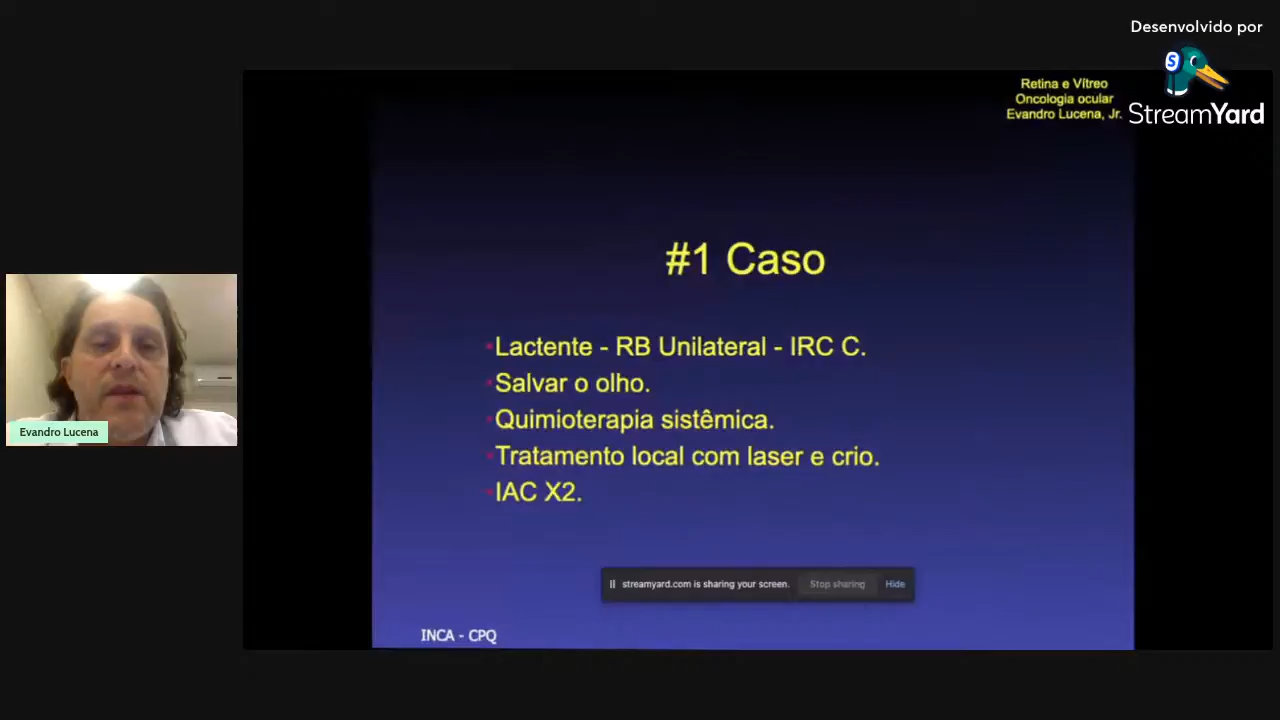 Desenvolvido por
StreamYard
Retina e Vítreo
Oncologia ocular
Evandro Lucena, Jr.
#1 Caso
Lactente - RB Unilateral - IRC C.
Salvar o olho.
Quimioterapia sistêmica.
Tratamento local com laser e crio.
IAC X2.
Evandro Lucena
streamyard.com is sharing your screen. Stop sharing Hide
INCA - CPQ